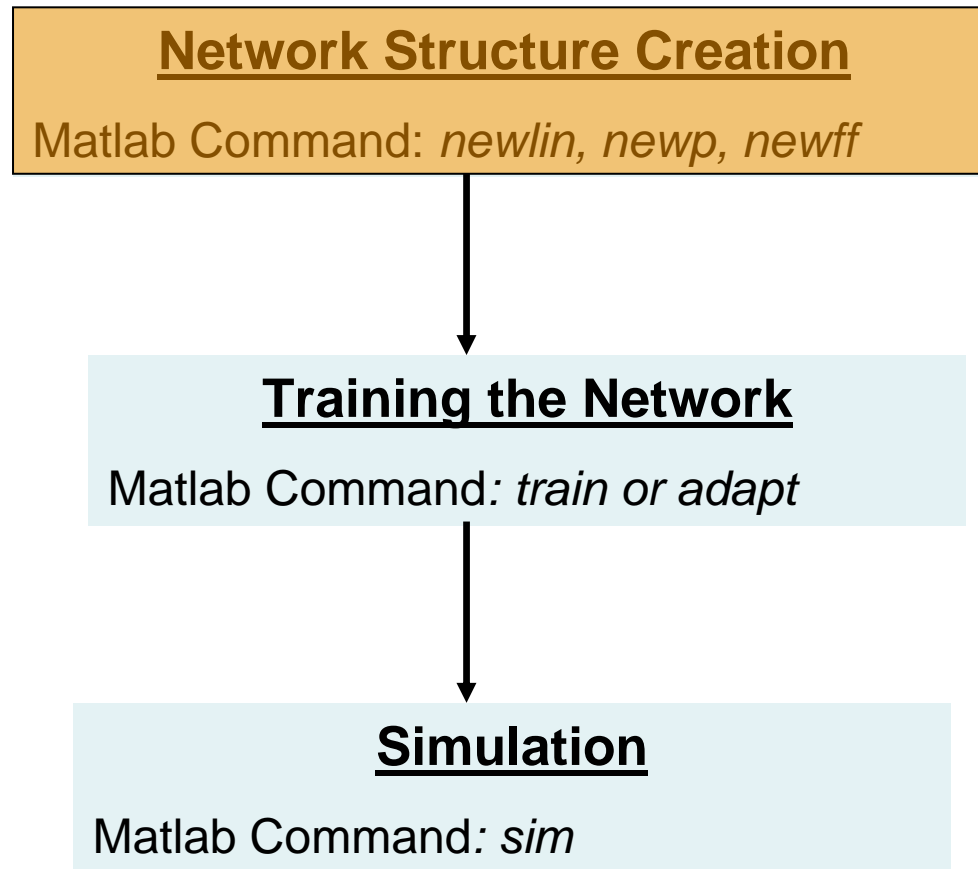 Network Structure Creation
Matlab Command: newlin, newp, newff
Training the Network
Matlab Command: train or adapt
Simulation
Matlab Command: sim